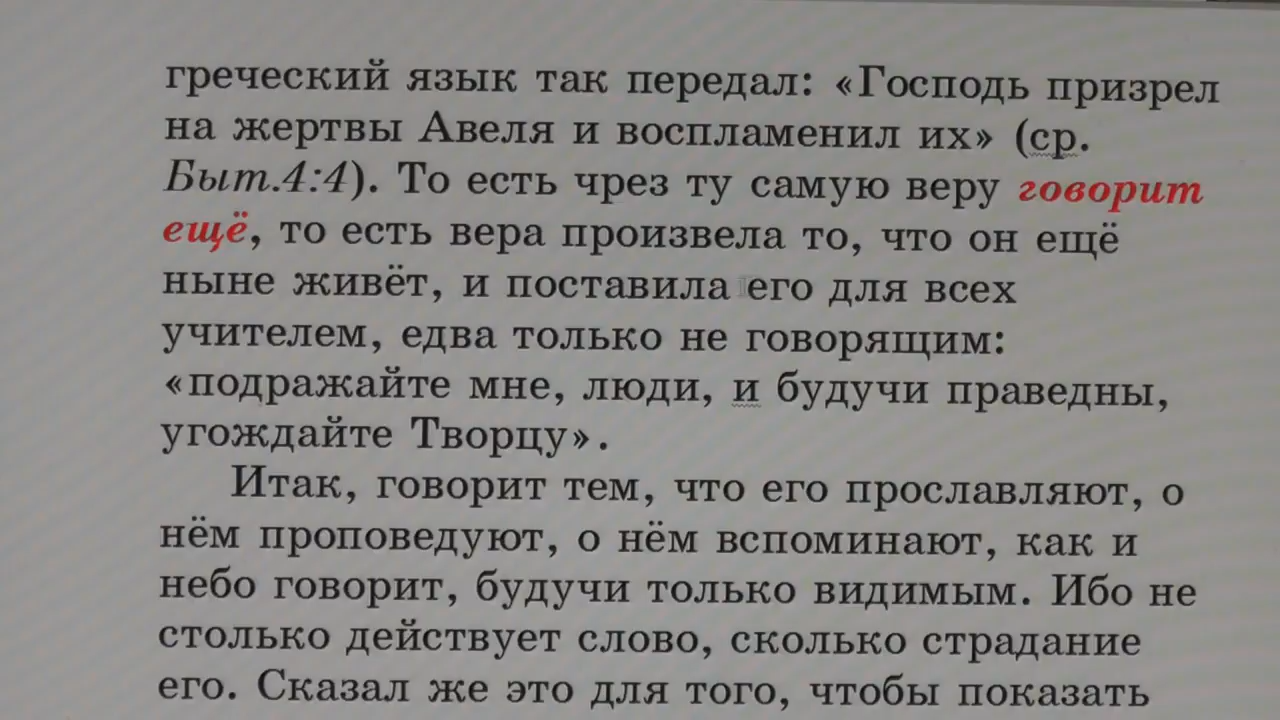 греческий язык так передал: «Господь призрел
на жертвы Авеля и воспламенил их» (ср.
Быт.4:4). То есть чрез ту самую веру говорит
ещё, то есть вера произвела то, что он ещё
ныне живёт, и поставила его для всех
учителем, едва только не говорящим:
«подражайте мне, люди, и будучи праведны,
угождайте Творцу».
Итак, говорит тем, что его прославляют, о
нём проповедуют, о нём вспоминают, как и
небо говорит, будучи только видимым. Ибо не
столько действует слово, сколько страдание
его. Сказал же это для того, чтобы показать